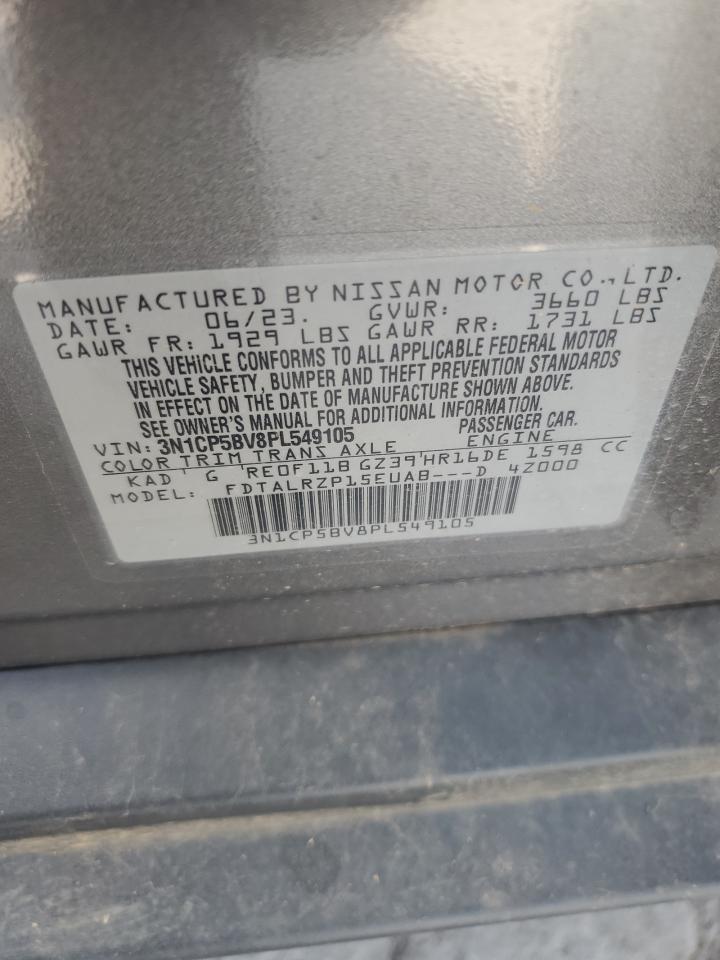 MANUFACTURED BY NISSAN MOTOR CO., LTD.
DATE: 06/23. GVWR: 3660 LBS
GAWR FR: 1929 LBS GAWR RR: 1731 LBS
THIS VEHICLE CONFORMS TO ALL APPLICABLE FEDERAL MOTOR
VEHICLE SAFETY, BUMPER AND THEFT PREVENTION STANDARDS
IN EFFECT ON THE DATE OF MANUFACTURE SHOWN ABOVE.
SEE OWNER'S MANUAL FOR ADDITIONAL INFORMATION
VIN: 3N1CP5BV8PL549105 PASSENGER CAR.
COLOR TRIM TRANS AXLE ENGINE
KAD' G 'RE0F11B GZ39'HR16DE 1598 CC
MODEL: FDTALRZP15EUAB---D 4Z000
3N1CP5BV8PL549105